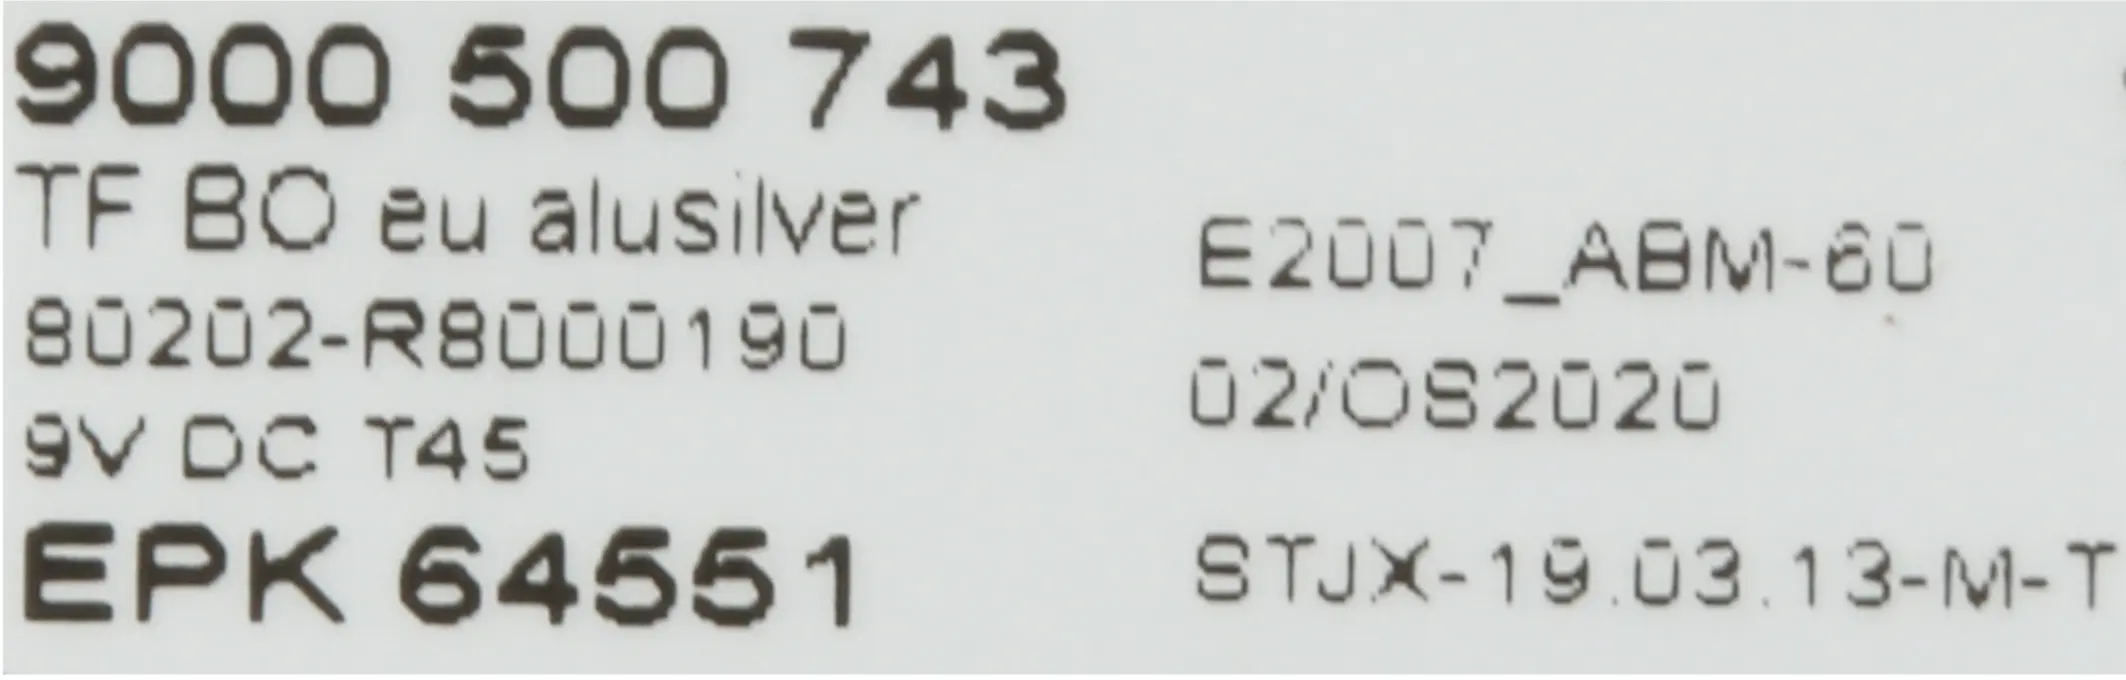 9000 500 743
TF BO eu alusilver
80202-R8000190
9V DC T45
EPK 64551
E2007_ABM-60
02/OS2020
STJX-19.03.13-M-T